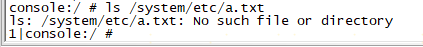 console:/ # ls /system/etc/a.txt
ls: /system/etc/a.txt: No such file or directory
1|console:/ #